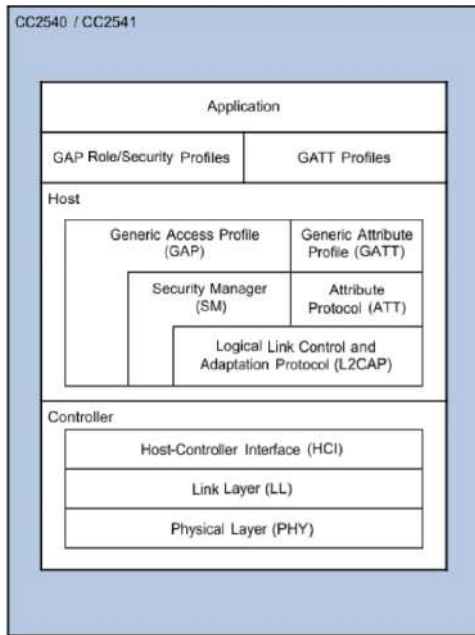 CC2540 / CC2541
Application
GAP Role/Security Profiles
GATT Profiles
Host
Generic Access Profile
(GAP)
Generic Attribute
Profile (GATT)
Security Manager
(SM)
Attribute
Protocol (ATT)
Logical Link Control and
Adaptation Protocol (L2CAP)
Controller
Host-Controller Interface (HCI)
Link Layer (LL)
Physical Layer (PHY)